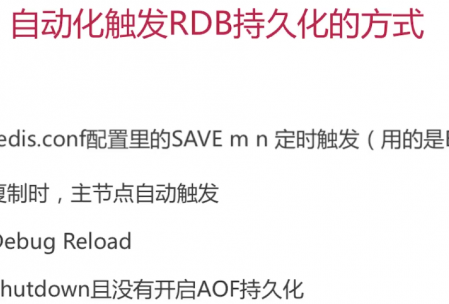 自动化触发RDB持久化的方式
edis.conf配置里的SAVE m n 定时触发（用的是
复制时，主节点自动触发
Debug Reload
hutdown且没有开启AOF持久化